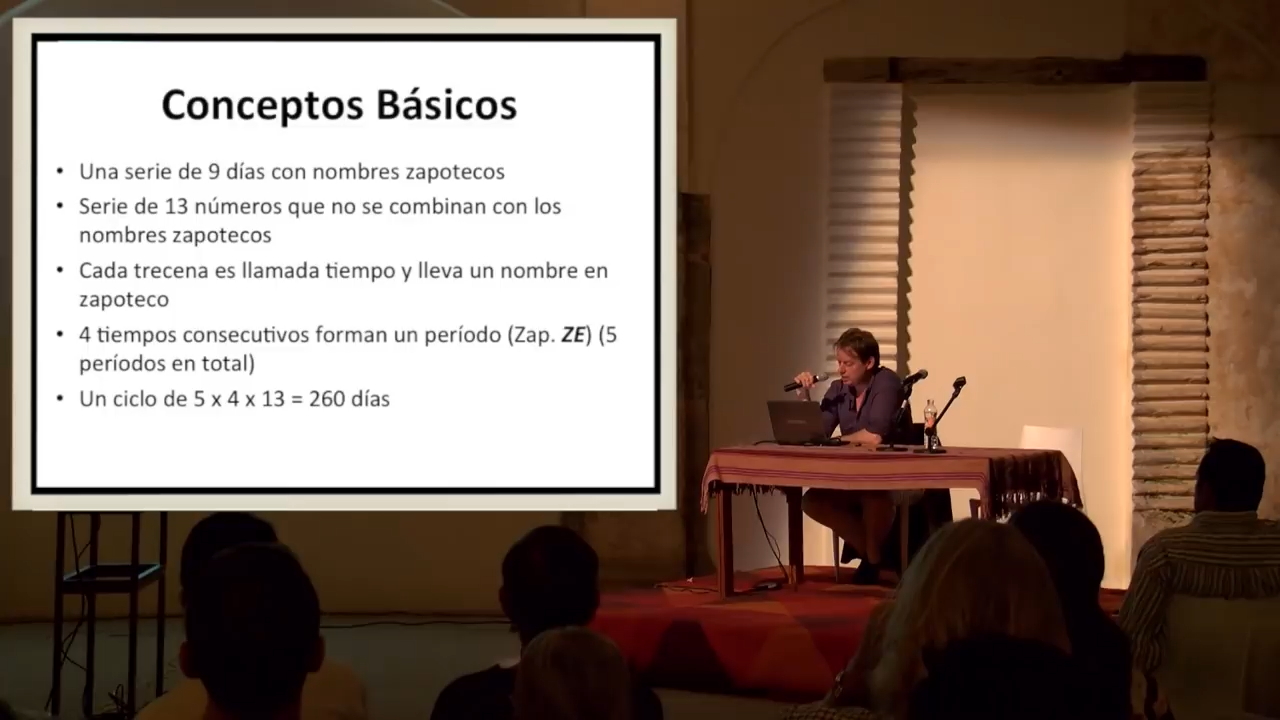 Conceptos Básicos
• Una serie de 9 días con nombres zapotecos
• Serie de 13 números que no se combinan con los
nombres zapotecos
• Cada trecena es llamada tiempo y lleva un nombre en
zapoteco
• 4 tiempos consecutivos forman un período (Zap. ZE) (5
períodos en total)
• Un ciclo de 5 x 4 x 13 = 260 días